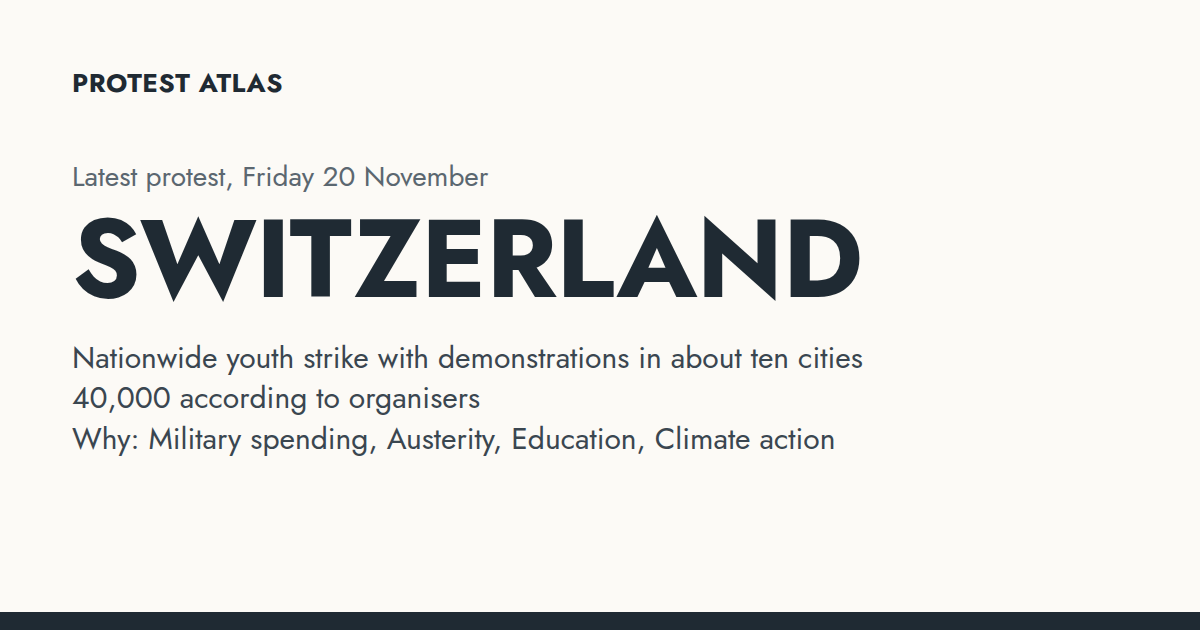 PROTEST ATLAS
Latest protest, Friday 20 November
SWITZERLAND
Nationwide youth strike with demonstrations in about ten cities
40,000 according to organisers
Why: Military spending, Austerity, Education, Climate action